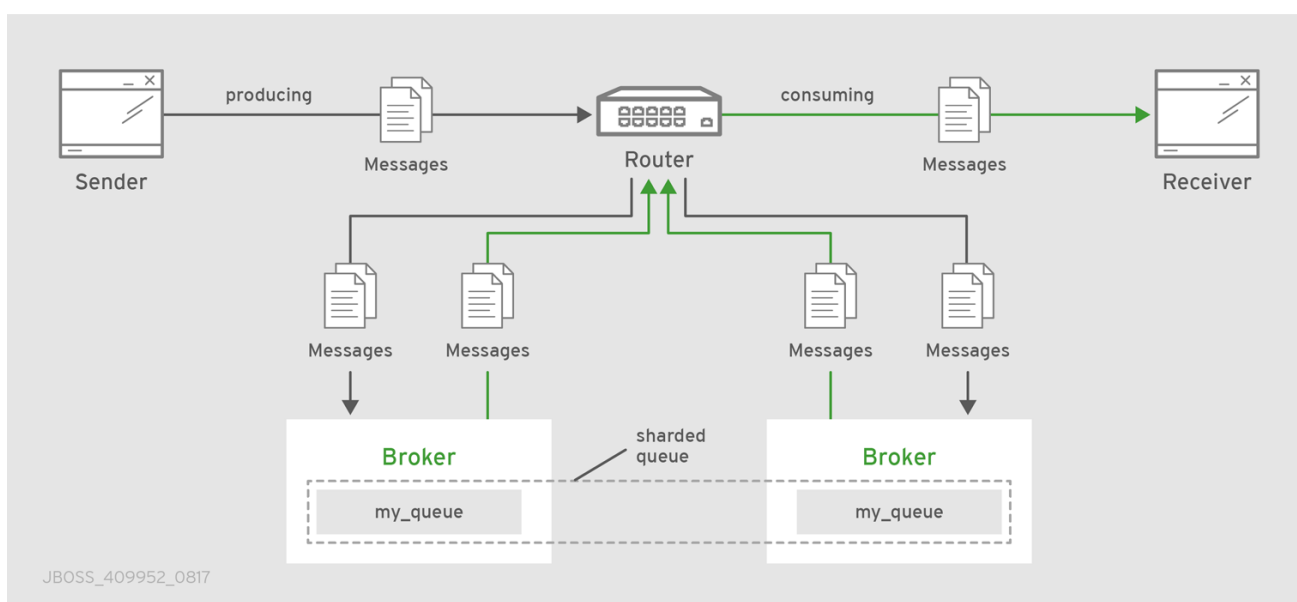 producing
consuming
Messages
Messages
Sender
Router
Receiver
Messages
Messages
Messages
Messages
sharded
queue
Broker
Broker
my_queue
my_queue
JBOSS_409952_0817